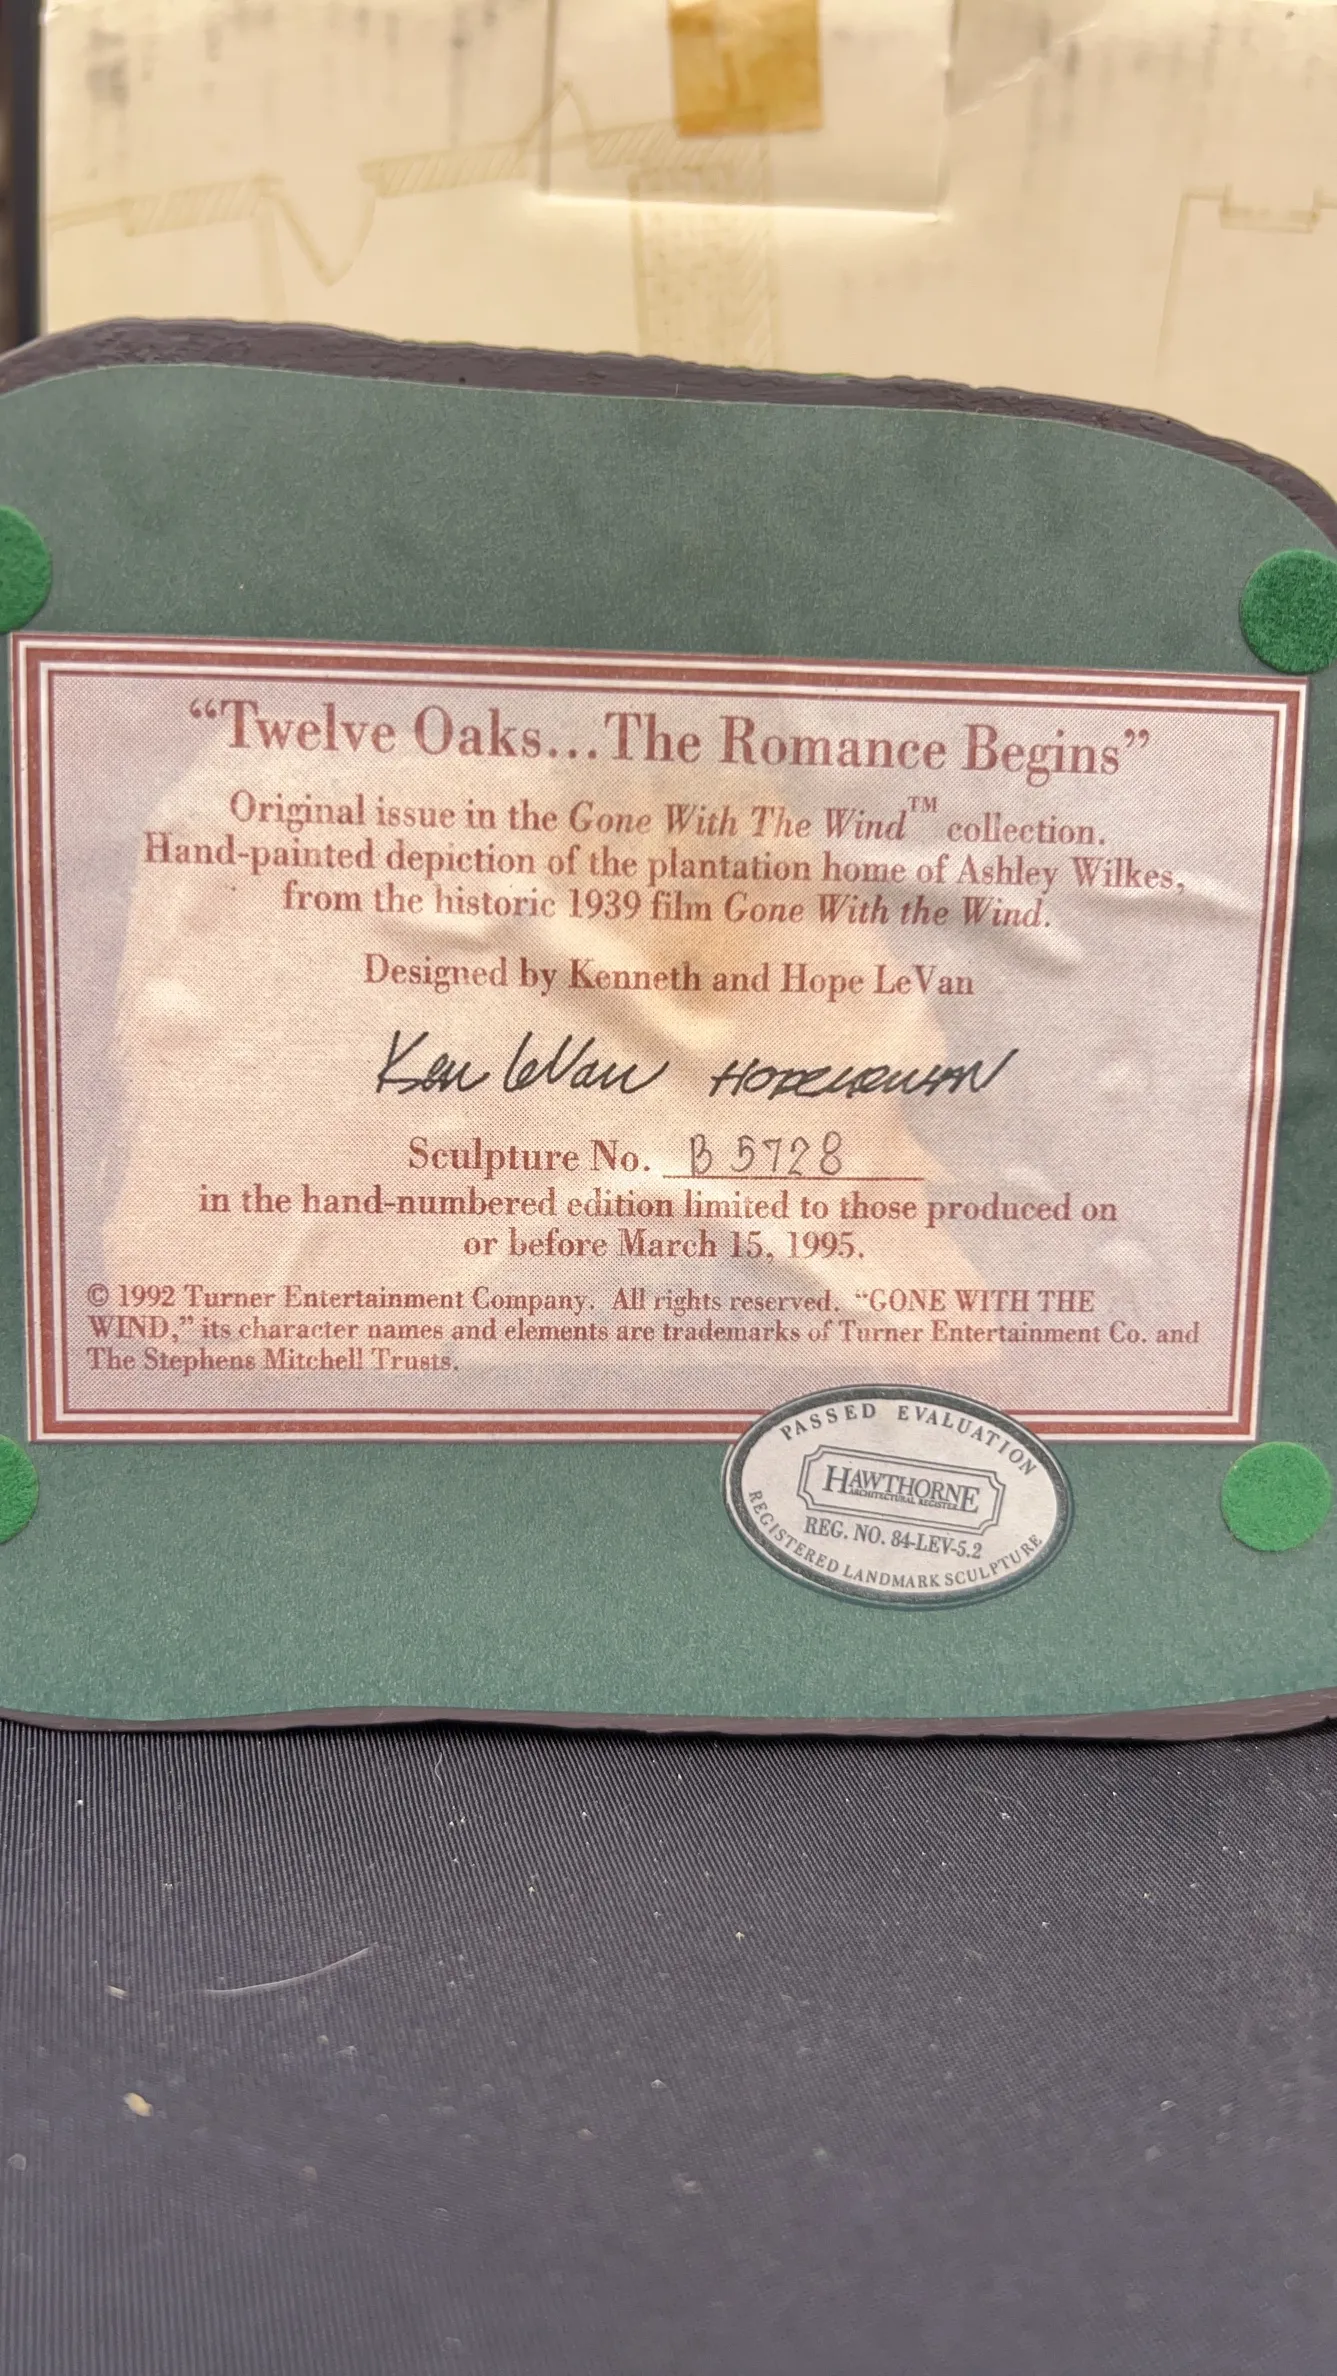 “Twelve Oaks...The Romance Begins”
Original issue in the Gone With The Wind™ collection.
Hand-painted depiction of the plantation home of Ashley Wilkes,
from the historic 1939 film Gone With the Wind.
Designed by Kenneth and Hope LeVan
Ken LeVan HOPELEVAN
Sculpture No. B 5728
in the hand-numbered edition limited to those produced on
or before March 15, 1995.
© 1992 Turner Entertainment Company. All rights reserved. “GONE WITH THE
WIND,” its character names and elements are trademarks of Turner Entertainment Co. and
The Stephens Mitchell Trusts.
PASSED EVALUATION
HAWTHORNE
ARCHITECTURAL REGISTER
REG. NO. 84-LEV-5.2
REGISTERED LANDMARK SCULPTURE